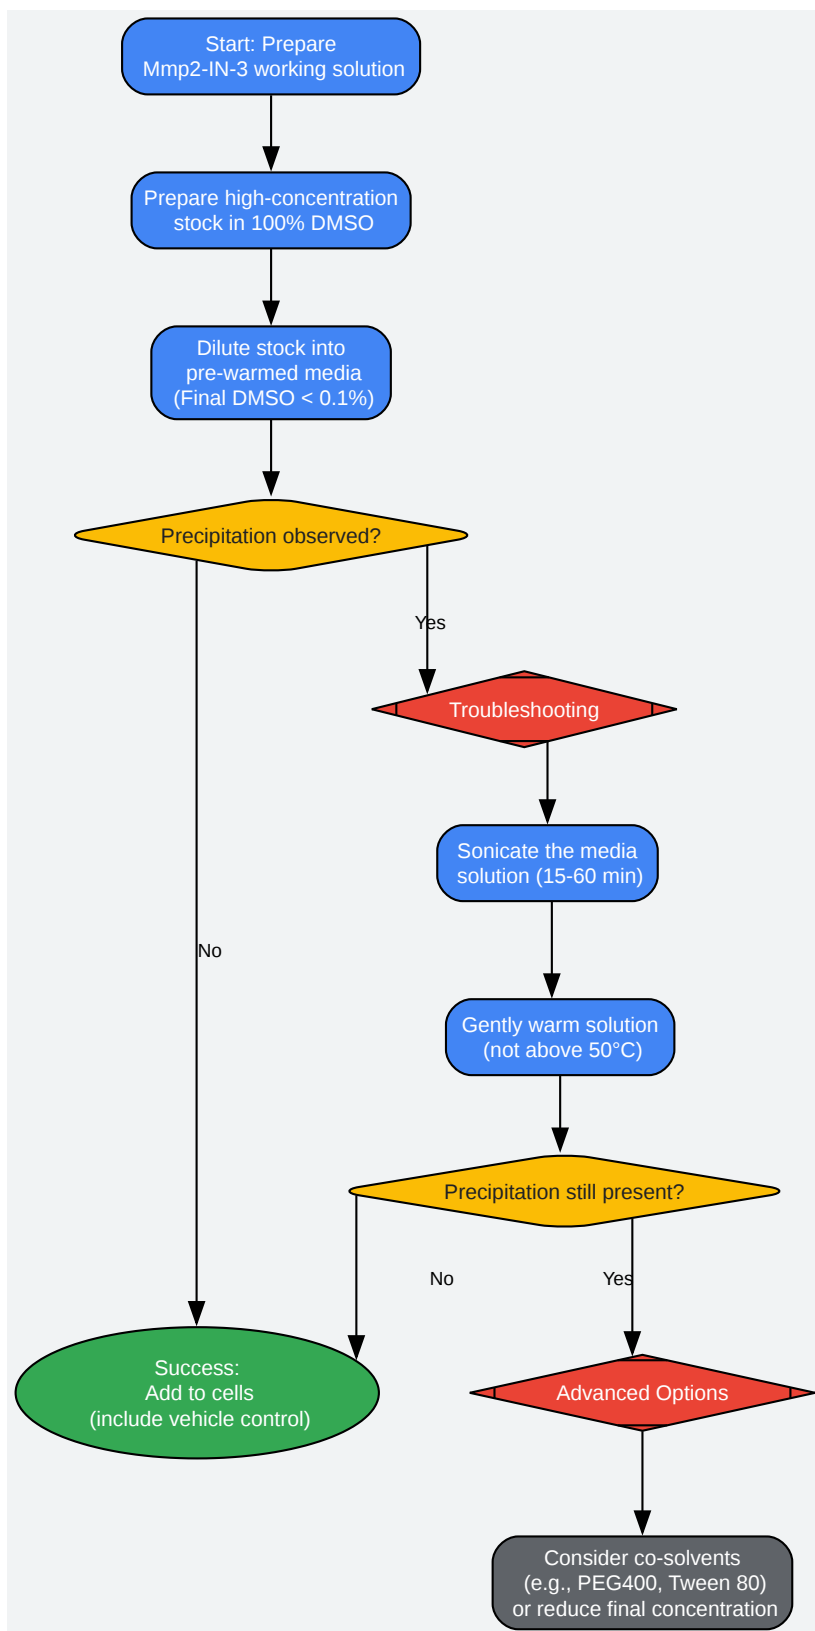 Start: Prepare
Mmp2-IN-3 working solution
Prepare high-concentration
stock in 100% DMSO
Dilute stock into
pre-warmed media
(Final DMSO < 0.1%)
Precipitation observed?
Yes
Troubleshooting
Sonicate the media
solution (15-60 min)
No
Gently warm solution
(not above 50°C)
Precipitation still present?
No
Yes
Success:
Add to cells
(include vehicle control)
Advanced Options
Consider co-solvents
(e.g., PEG400, Tween 80)
or reduce final concentration